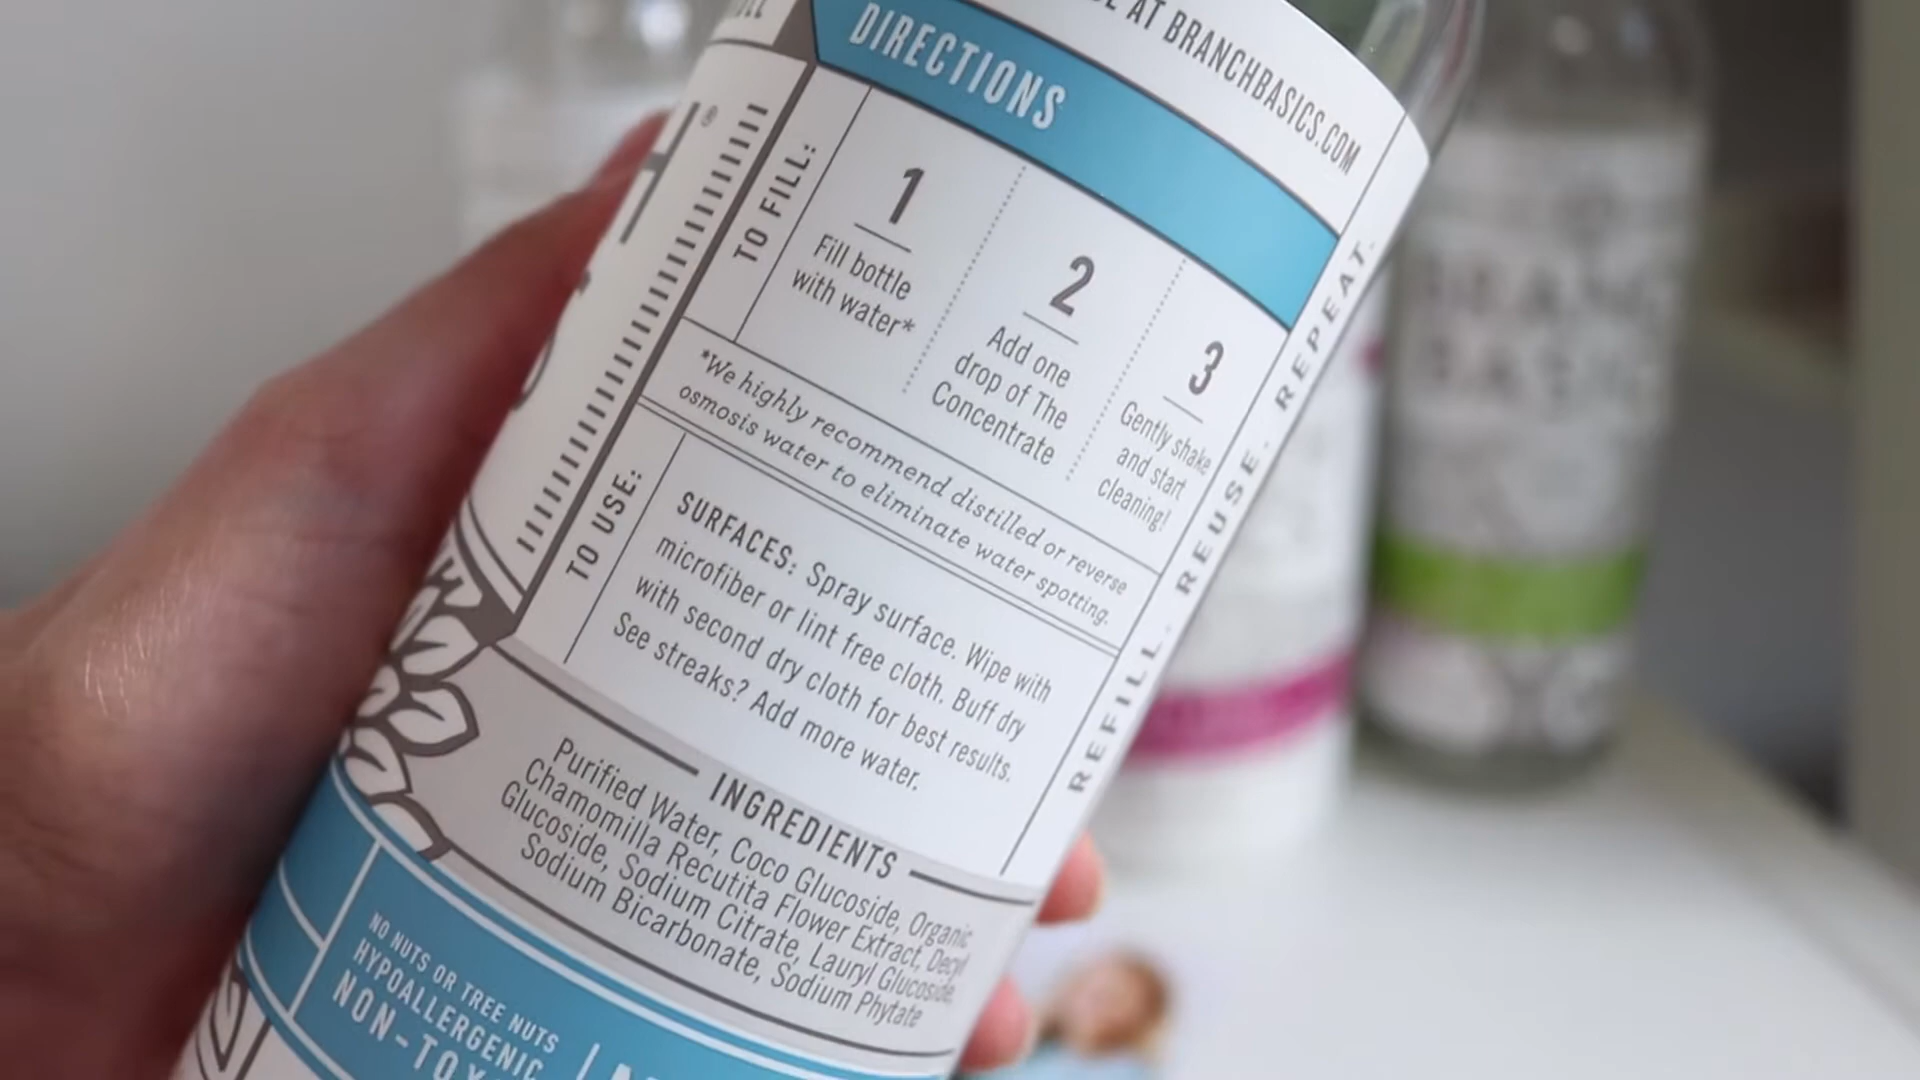 AT BRANCHBASICS.COM
DIRECTIONS
TO FILL:
1
Fill bottle
with water*
2
Add one
drop of The
Concentrate
3
Gently shake
and start
cleaning!
*We highly recommend distilled or reverse
osmosis water to eliminate water spotting.
TO USE:
SURFACES: Spray surface. Wipe with
microfiber or lint free cloth. Buff dry
with second dry cloth for best results.
See streaks? Add more water.
REFILL. REUSE. REPEAT.
INGREDIENTS
Purified Water, Coco Glucoside, Organic
Chamomilla Recutita Flower Extract, Decyl
Glucoside, Sodium Citrate, Lauryl Glucoside,
Sodium Bicarbonate, Sodium Phytate
NO NUTS OR TREE NUTS
HYPOALLERGENIC